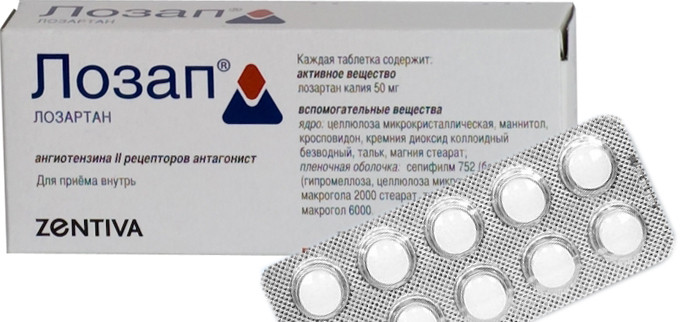 Лозап
ЛОЗАРТАН
Лозап®
ЛОЗАРТАН
ангиотензина II рецепторов антагонист
Для приёма внутрь
ZENTIVA
Каждая таблетка содержит:
активное вещество
лозартан калия 50 мг
вспомогательные вещества
ядро: целлюлоза микрокристаллическая, маннитол,
кросповидон, кремния диоксид коллоидный
безводный, тальк, магния стеарат;
пленочная оболочка: сепифилм 752
(гипромеллоза, целлюлоза
макрогола 2000 стеарат,
макрогол 6000.